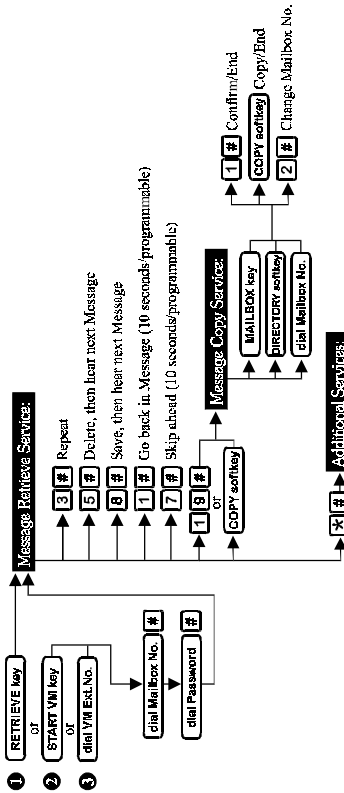 1 RETRIEVE key
or
2 START VM key
or
3 dial VM Ext.No.
dial Mailbox No. #
dial Password #
Message Retrieve Service:
3 # Repeat
5 # Delete, then hear next Message
8 # Save, then hear next Message
1 # Go back in Message (10 seconds/programmable)
7 # Skip ahead (10 seconds/programmable)
1 9 #
or
COPY softkey
Message Copy Service:
MAILBOX key
DIRECTORY softkey
dial Mailbox No.
1 # Confirm/End
COPY softkey Copy/End
2 # Change Mailbox No.
* # Additional Services: